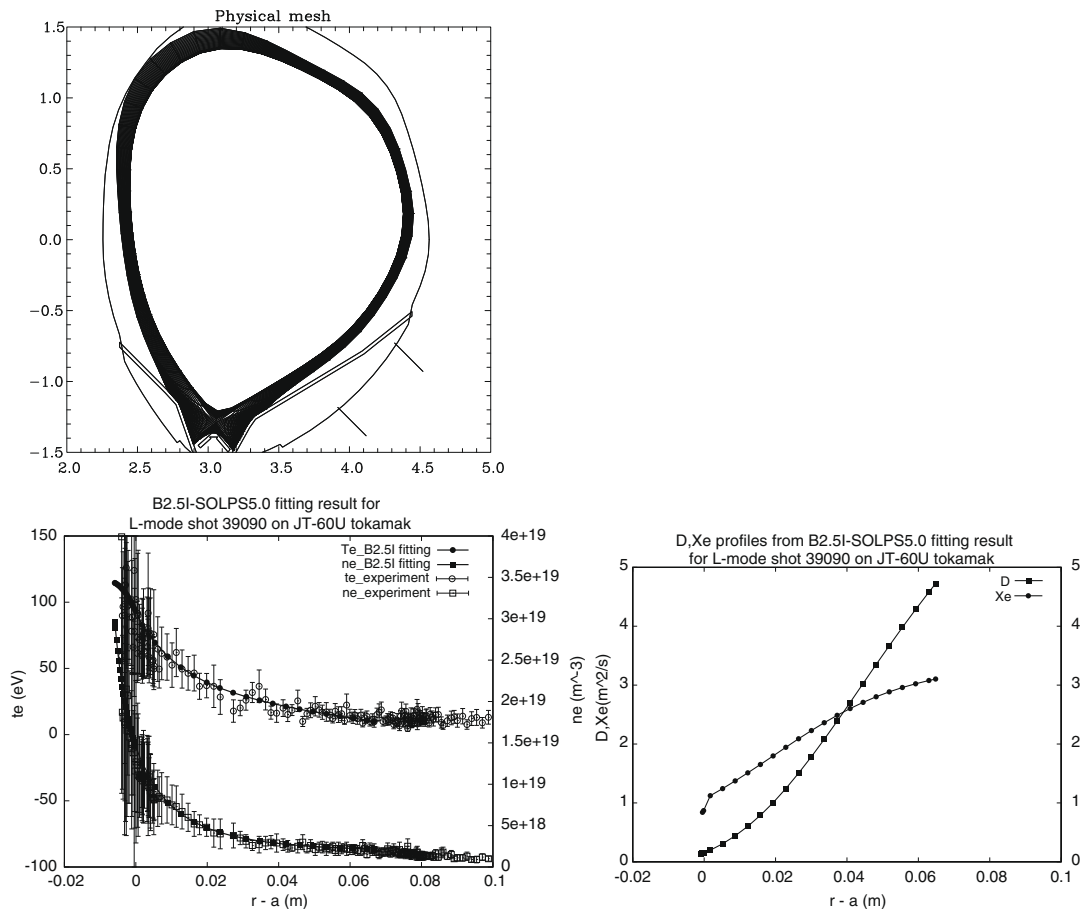 Physical mesh
1.5
1.0
0.5
0.0
−0.5
−1.0
−1.5
2.0 2.5 3.0 3.5 4.0 4.5 5.0
B2.5I-SOLPS5.0 fitting result for
L-mode shot 39090 on JT-60U tokamak
Te_B2.5I fitting
ne_B2.5I fitting
te_experiment
ne_experiment
te (eV)
150
100
50
0
-50
-100
4e+19
3.5e+19
3e+19
2.5e+19
2e+19
1.5e+19
1e+19
5e+18
0
ne (m^-3)
-0.02 0 0.02 0.04 0.06 0.08 0.1
r - a (m)
D,Xe profiles from B2.5I-SOLPS5.0 fitting result
for L-mode shot 39090 on JT-60U tokamak
D
Xe
D,Xe(m^2/s)
5
4
3
2
1
0
5
4
3
2
1
0
-0.02 0 0.02 0.04 0.06 0.08 0.1
r - a (m)